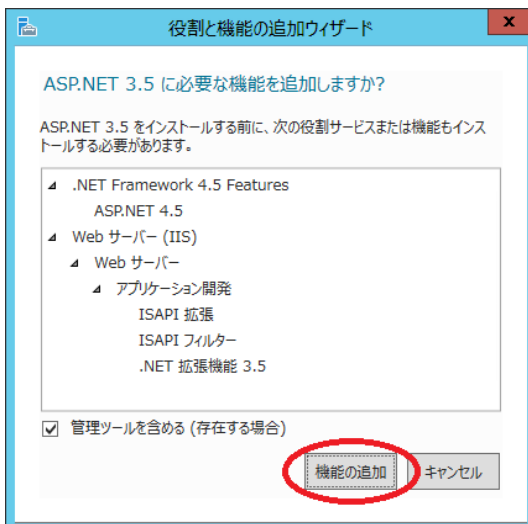 役割と機能の追加ウィザード
x
ASP.NET 3.5 に必要な機能を追加しますか?
ASP.NET 3.5 をインストールする前に、次の役割サービスまたは機能もインス
トールする必要があります。
.NET Framework 4.5 Features
ASP.NET 4.5
Web サーバー (IIS)
Web サーバー
アプリケーション開発
ISAPI 拡張
ISAPI フィルター
.NET 拡張機能 3.5
管理ツールを含める (存在する場合)
機能の追加 キャンセル